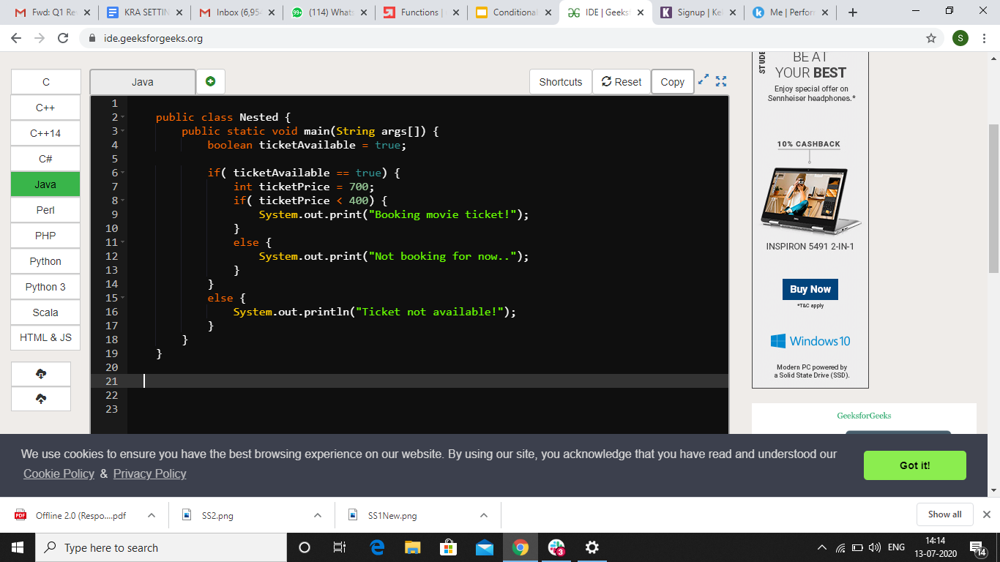 Fwd: Q1 Re
KRA SETTIN
Inbox (6,954
(114) Whats
Functions |
Conditional
IDE | Geeks
Signup | Ke
Me | Perfor
ide.geeksforgeeks.org
S
C
C++
C++14
C#
Java
Perl
PHP
Python
Python 3
Scala
HTML & JS
Java
Shortcuts
Reset
Copy
1
2 public class Nested {
3 public static void main(String args[]) {
4 boolean ticketAvailable = true;
5
6 if( ticketAvailable == true) {
7 int ticketPrice = 700;
8 if( ticketPrice < 400) {
9 System.out.print("Booking movie ticket!");
10 }
11 else {
12 System.out.print("Not booking for now..");
13 }
14 }
15 else {
16 System.out.println("Ticket not available!");
17 }
18 }
19 }
20
21
22
23
STUDE
BE AT
YOUR BEST
Enjoy special offer on
Sennheiser headphones.*
10% CASHBACK
INSPIRON 5491 2-IN-1
Buy Now
*T&C apply
Windows 10
Modern PC powered by
a Solid State Drive (SSD).
GeeksforGeeks
We use cookies to ensure you have the best browsing experience on our website. By using our site, you acknowledge that you have read and understood our
Cookie Policy & Privacy Policy
Got it!
Offline 2.0 (Respo....pdf
SS2.png
SS1New.png
Show all
Type here to search
3
ENG
14:14
13-07-2020
14